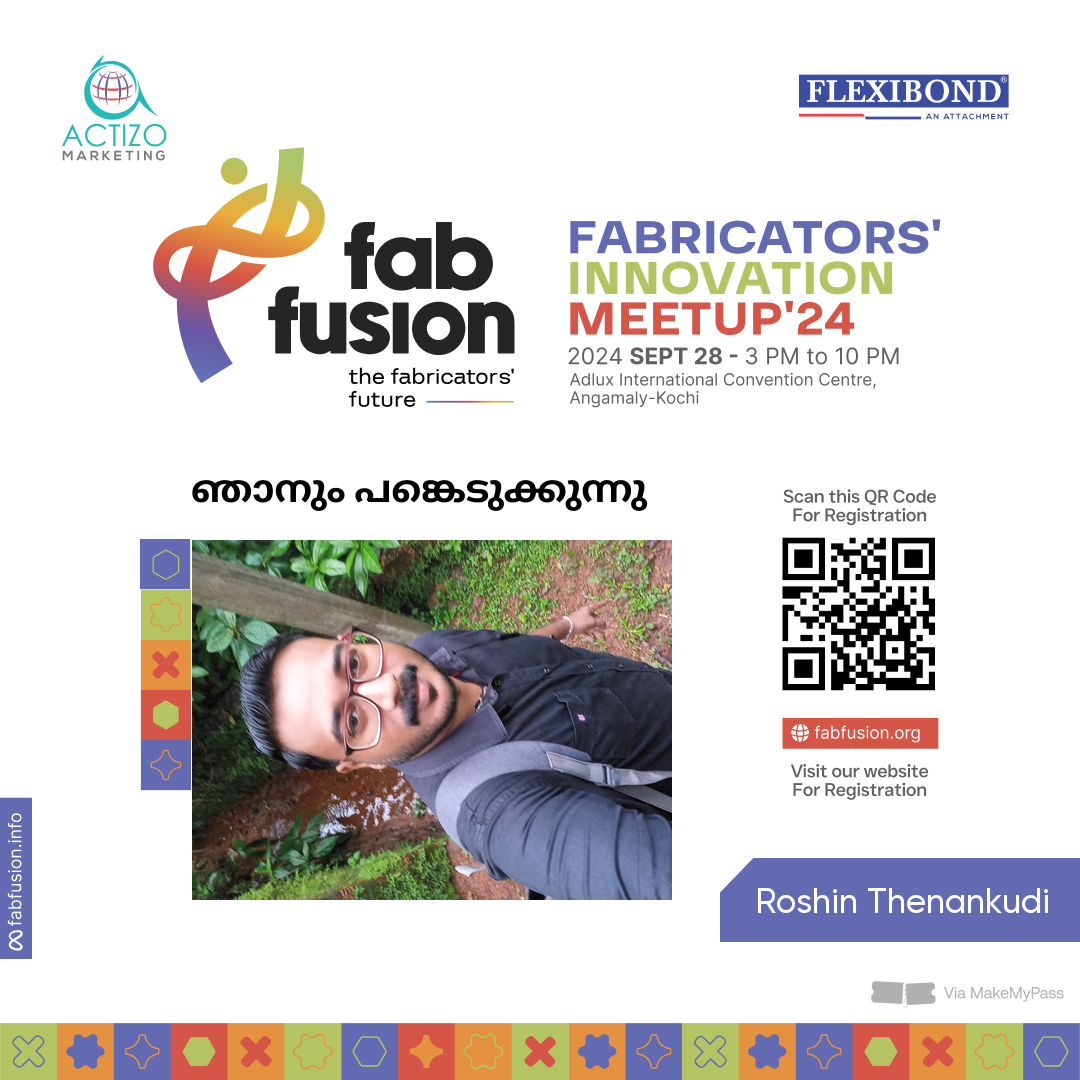 ACTIZO
MARKETING
FLEXIBOND®
AN ATTACHMENT
fab
fusion
the fabricators'
future
FABRICATORS'
INNOVATION
MEETUP'24
2024 SEPT 28 - 3 PM to 10 PM
Adlux International Convention Centre,
Angamaly-Kochi
ഞാനും പങ്കെടുക്കുന്നു
Scan this QR Code
For Registration
fabfusion.org
Visit our website
For Registration
fabfusion.info
Roshin Thenankudi
Via MakeMyPass